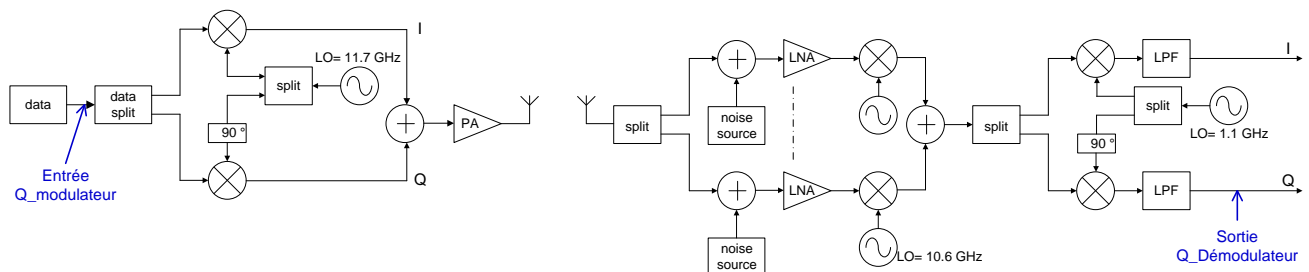 data
data
split
90 °
LO= 11.7 GHz
split
I
Q
PA
Entrée
Q_modulateur
split
noise
source
LNA
noise
source
LNA
LO= 10.6 GHz
split
LPF
I
split
LO= 1.1 GHz
90 °
LPF
Q
Sortie
Q_Démodulateur